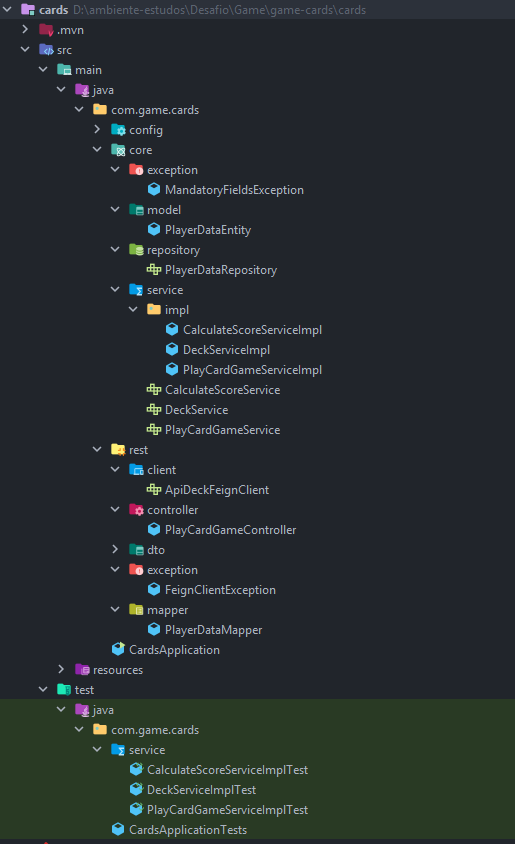 cards D:\ambiente-estudos\Desafio\Game\game-cards\cards
.mvn
src
main
java
com.game.cards
config
core
exception
MandatoryFieldsException
model
PlayerDataEntity
repository
PlayerDataRepository
service
impl
CalculateScoreServiceImpl
DeckServiceImpl
PlayCardGameServiceImpl
CalculateScoreService
DeckService
PlayCardGameService
rest
client
ApiDeckFeignClient
controller
PlayCardGameController
dto
exception
FeignClientException
mapper
PlayerDataMapper
CardsApplication
resources
test
java
com.game.cards
service
CalculateScoreServiceImplTest
DeckServiceImplTest
PlayCardGameServiceImplTest
CardsApplicationTests